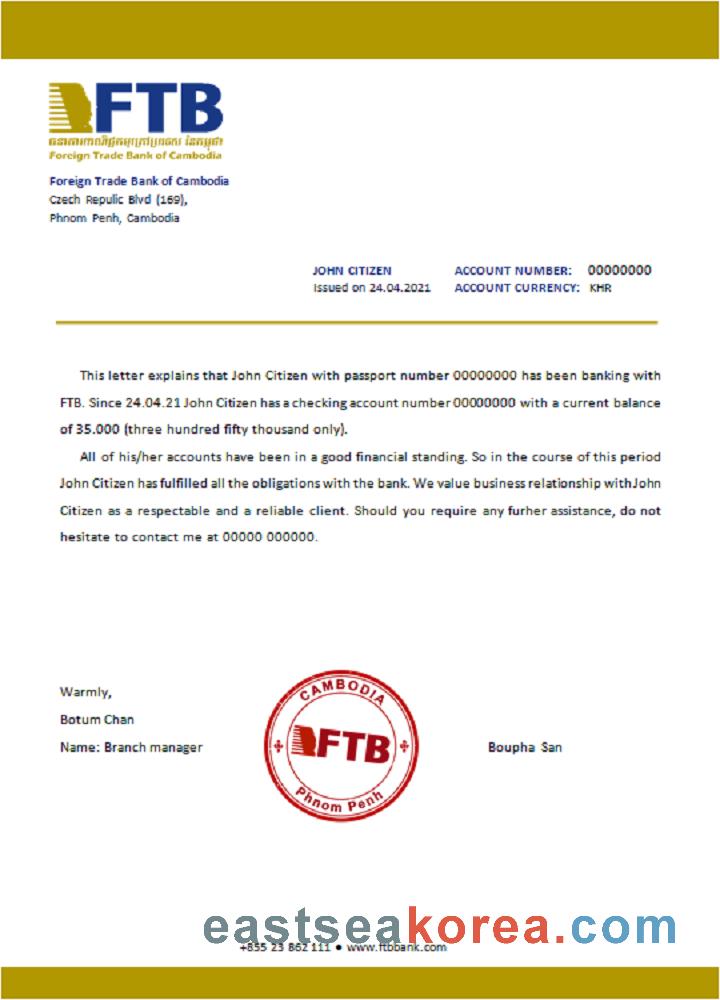 FTB
ធនាគារពាណិជ្ជកម្មក្រៅប្រទេស នៃកម្ពុជា
Foreign Trade Bank of Cambodia
Foreign Trade Bank of Cambodia
Czech Repulic Blvd (169),
Phnom Penh, Cambodia
JOHN CITIZEN ACCOUNT NUMBER: 00000000
Issued on 24.04.2021 ACCOUNT CURRENCY: KHR
This letter explains that John Citizen with passport number 00000000 has been banking with
FTB. Since 24.04.21 John Citizen has a checking account number 00000000 with a current balance
of 35.000 (three hundred fifty thousand only).
All of his/her accounts have been in a good financial standing. So in the course of this period
John Citizen has fulfilled all the obligations with the bank. We value business relationship with John
Citizen as a respectable and a reliable client. Should you require any furher assistance, do not
hesitate to contact me at 00000 000000.
Warmly,
Botum Chan
Name: Branch manager
CAMBODIA
FTB
Phnom Penh
Boupha San
eastseakorea.com
+855 23 862 111 ● www.ftbbank.com